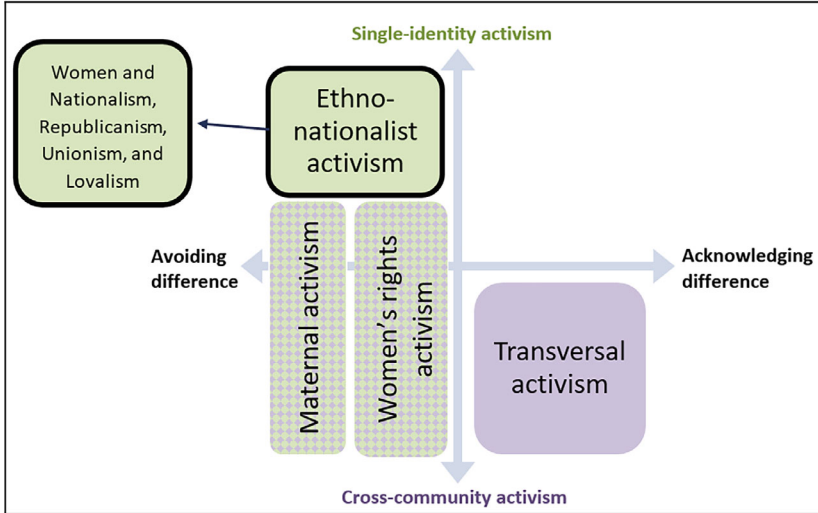 Single-identity activism
Women and
Nationalism,
Republicanism,
Unionism, and
Lovalism
Ethno-
nationalist
activism
Avoiding
difference
Maternal activism
Women's rights
activism
Acknowledging
difference
Transversal
activism
Cross-community activism